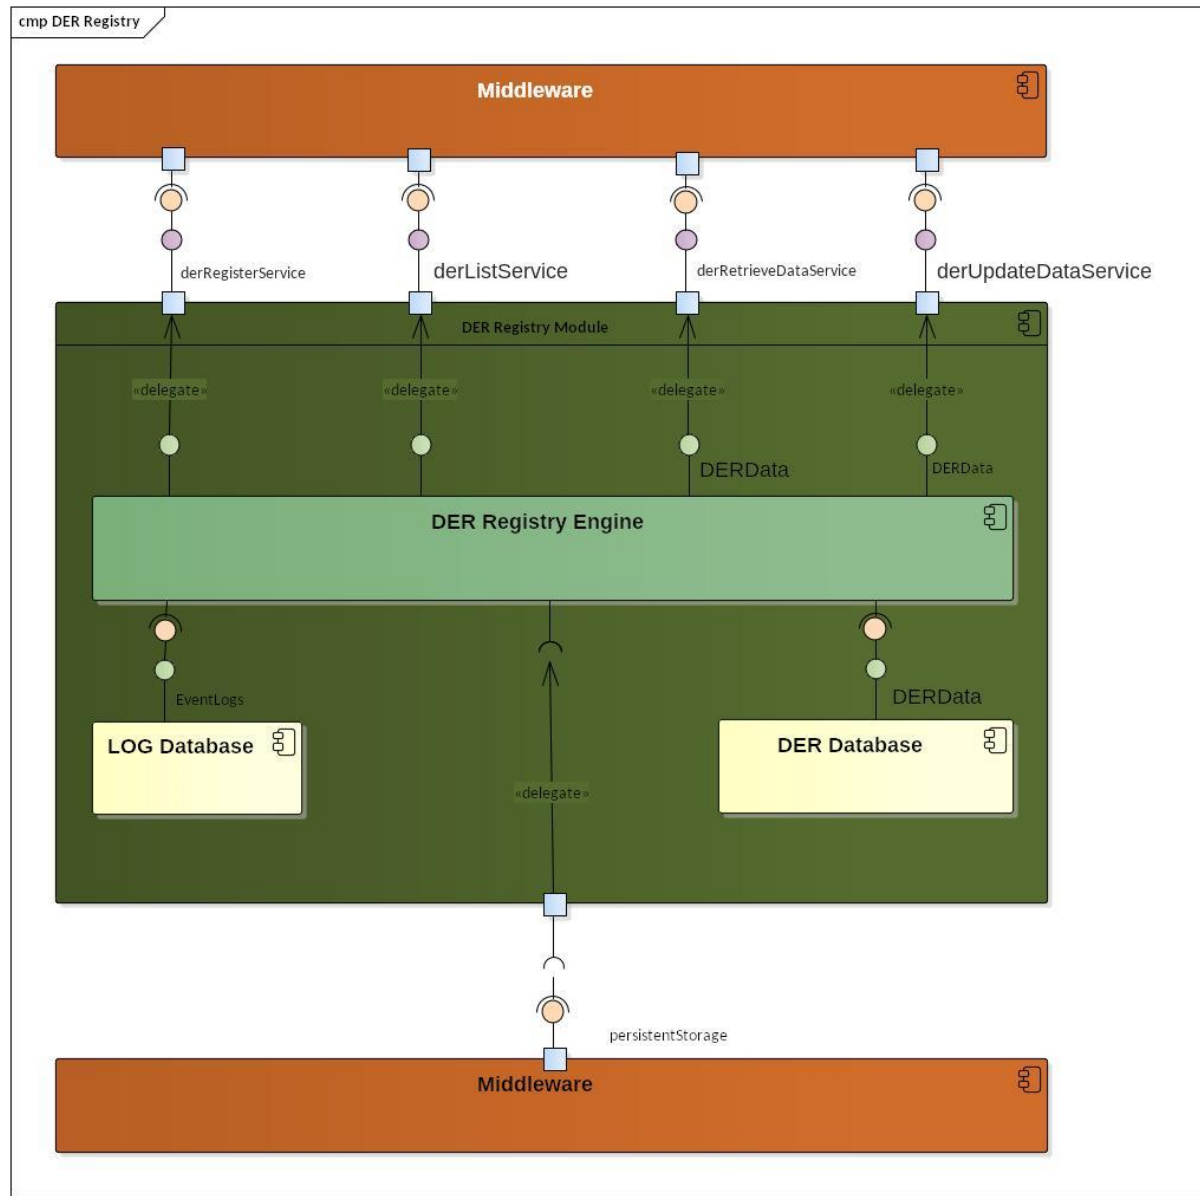 cmp DER Registry
Middleware
derRegisterService
derListService
derRetrieveDataService
derUpdateDataService
DER Registry Module
«delegate»
«delegate»
«delegate»
«delegate»
DERData
DERData
DER Registry Engine
EventLogs
DERData
LOG Database
DER Database
«delegate»
persistentStorage
Middleware